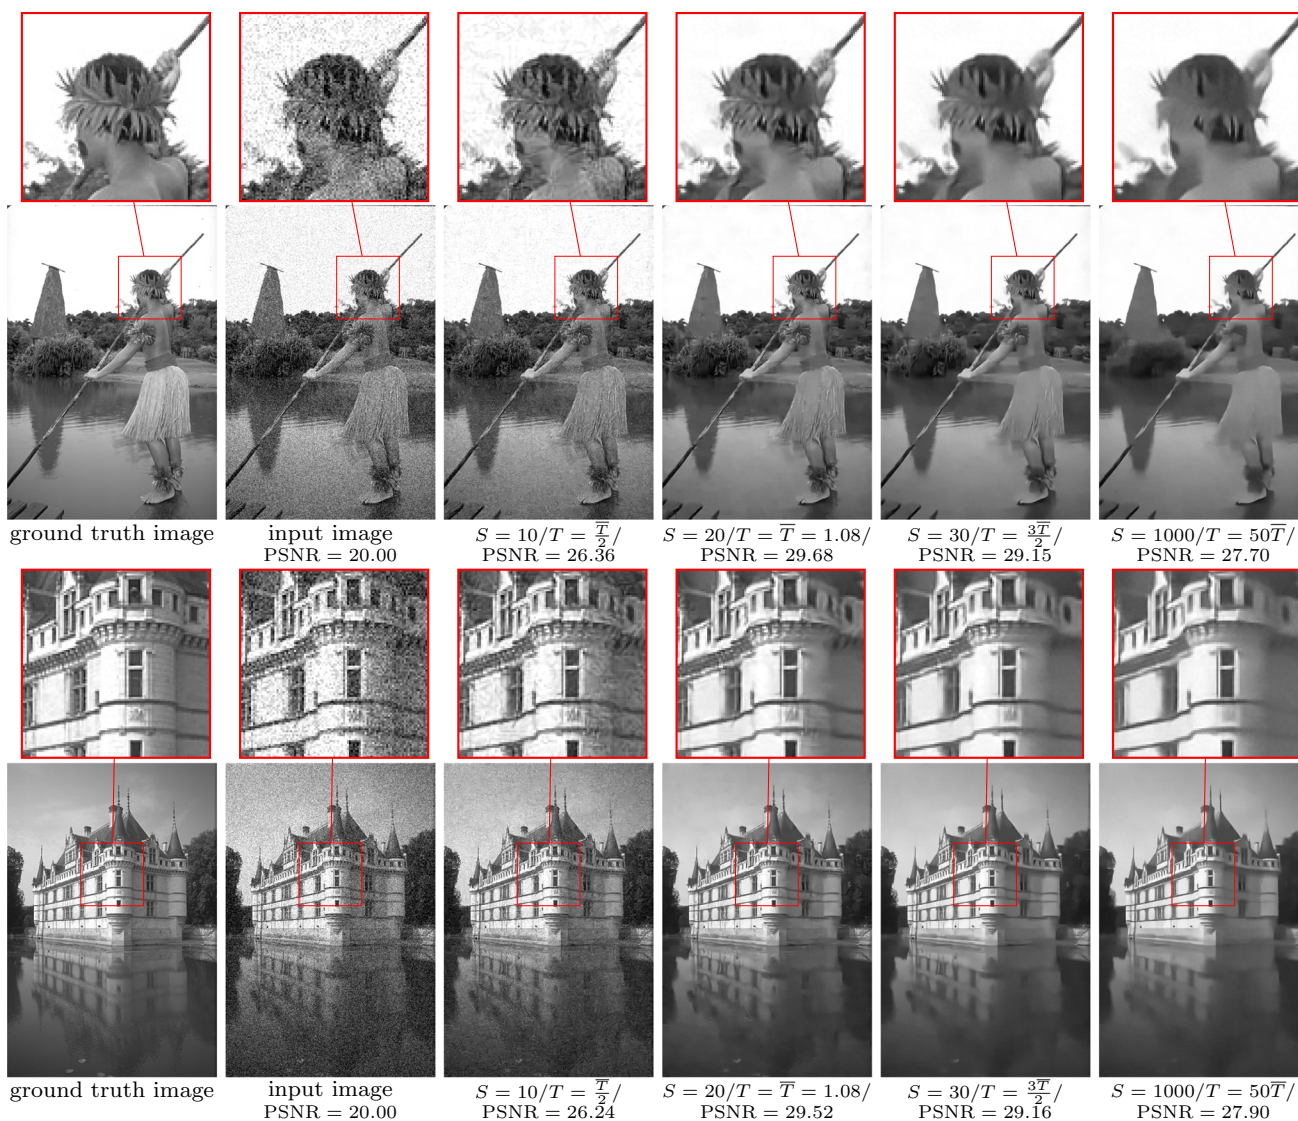 ground truth image
input image
PSNR = 20.00
S = 10/T = T̅/2/
PSNR = 26.36
S = 20/T = T̅ = 1.08/
PSNR = 29.68
S = 30/T = 3T̅/2/
PSNR = 29.15
S = 1000/T = 50T̅/
PSNR = 27.70
ground truth image
input image
PSNR = 20.00
S = 10/T = T̅/2/
PSNR = 26.24
S = 20/T = T̅ = 1.08/
PSNR = 29.52
S = 30/T = 3T̅/2/
PSNR = 29.16
S = 1000/T = 50T̅/
PSNR = 27.90